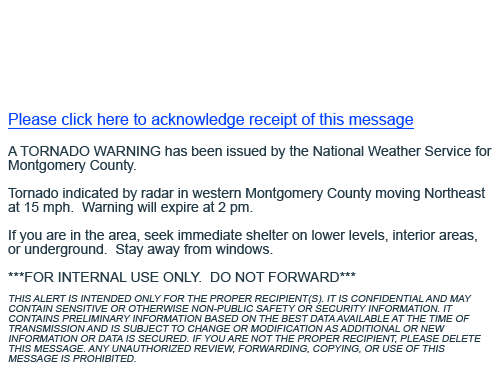 Please click here to acknowledge receipt of this message
A TORNADO WARNING has been issued by the National Weather Service for
Montgomery County.
Tornado indicated by radar in western Montgomery County moving Northeast
at 15 mph.  Warning will expire at 2 pm.
If you are in the area, seek immediate shelter on lower levels, interior areas,
or underground.  Stay away from windows.
***FOR INTERNAL USE ONLY.  DO NOT FORWARD***
THIS ALERT IS INTENDED ONLY FOR THE PROPER RECIPIENT(S). IT IS CONFIDENTIAL AND MAY
CONTAIN SENSITIVE OR OTHERWISE NON-PUBLIC SAFETY OR SECURITY INFORMATION. IT
CONTAINS PRELIMINARY INFORMATION BASED ON THE BEST DATA AVAILABLE AT THE TIME OF
TRANSMISSION AND IS SUBJECT TO CHANGE OR MODIFICATION AS ADDITIONAL OR NEW
INFORMATION OR DATA IS SECURED. IF YOU ARE NOT THE PROPER RECIPIENT, PLEASE DELETE
THIS MESSAGE. ANY UNAUTHORIZED REVIEW, FORWARDING, COPYING, OR USE OF THIS
MESSAGE IS PROHIBITED.